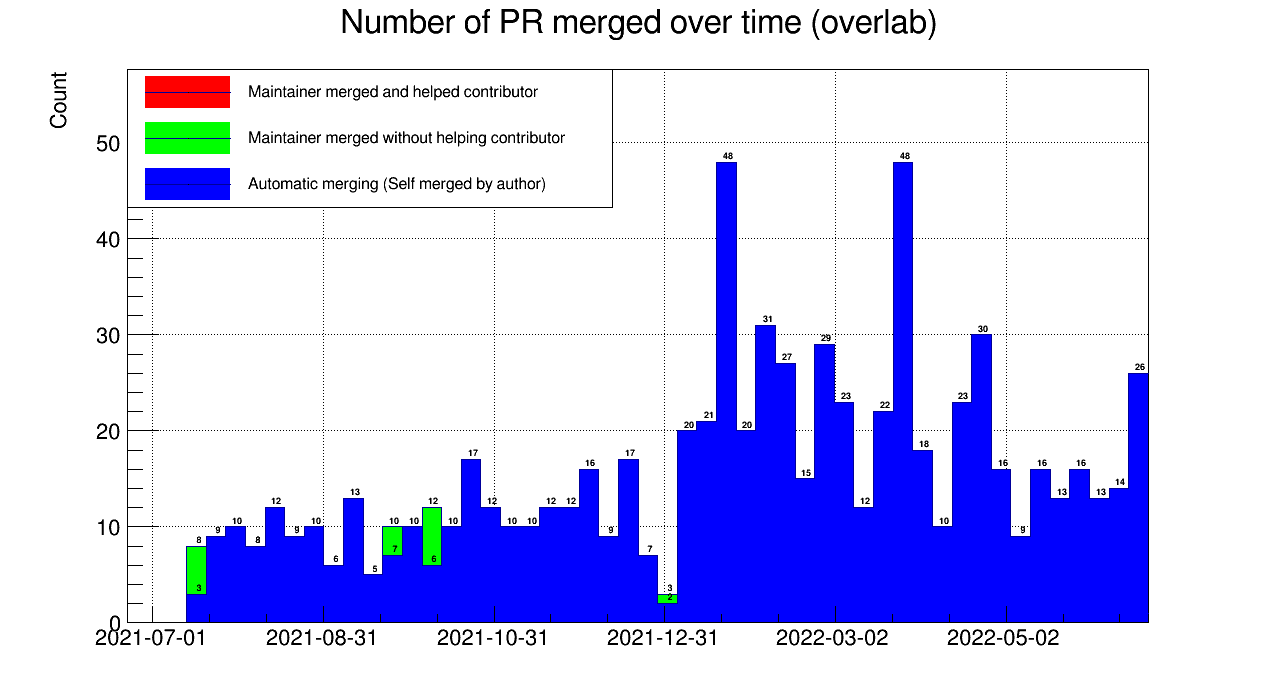 Number of PR merged over time (overlab)
Count
Maintainer merged and helped contributor
Maintainer merged without helping contributor
Automatic merging (Self merged by author)
50
40
30
20
10
0
8 3 9 10 8 12 9 10 6 13 5 10 7 10 12 6 10 17 12 10 10 12 12 16 9 17 7 3 2 20 21 48 20 31 27 15 29 23 12 22 48 18 10 23 30 16 9 16 13 16 13 14 26
2021-07-01 2021-08-31 2021-10-31 2021-12-31 2022-03-02 2022-05-02